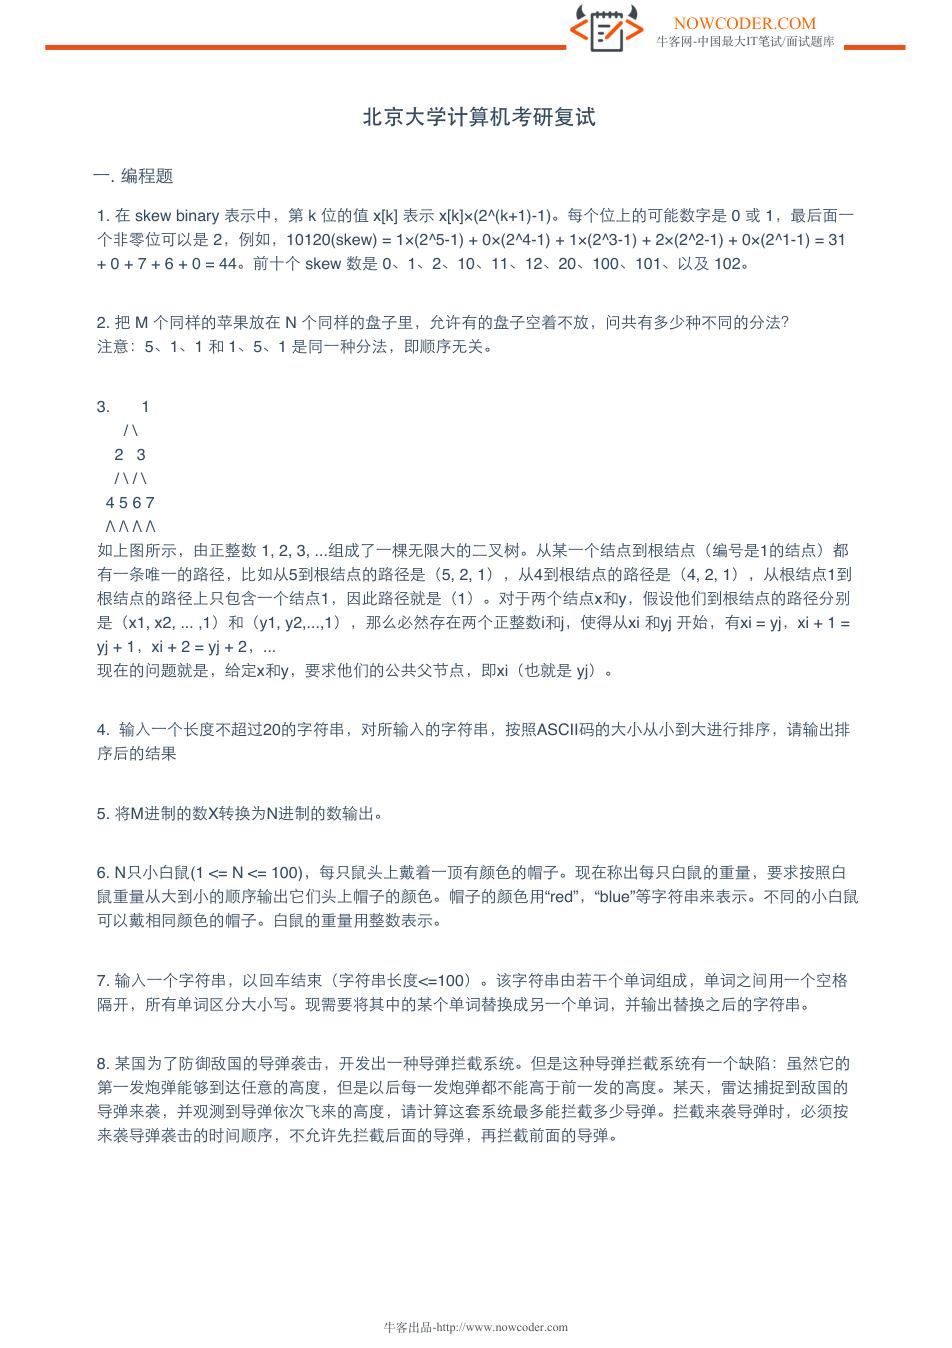 NOWCODER.COM
牛客网-中国最大IT笔试/面试题库
北京大学计算机考研复试
一. 编程题
1. 在 skew binary 表示中，第 k 位的值 x[k] 表示 x[k]×(2^(k+1)-1)。每个位上的可能数字是 0 或 1，最后面一
个非零位可以是 2，例如，10120(skew) = 1×(2^5-1) + 0×(2^4-1) + 1×(2^3-1) + 2×(2^2-1) + 0×(2^1-1) = 31
+ 0 + 7 + 6 + 0 = 44。前十个 skew 数是 0、1、2、10、11、12、20、100、101、以及 102。
2. 把 M 个同样的苹果放在 N 个同样的盘子里，允许有的盘子空着不放，问共有多少种不同的分法？
注意：5、1、1 和 1、5、1 是同一种分法，即顺序无关。
3. 1
/ \
2 3
/ \ / \
4 5 6 7
/\ /\ /\ /\
如上图所示，由正整数 1, 2, 3, ...组成了一棵无限大的二叉树。从某一个结点到根结点（编号是1的结点）都
有一条唯一的路径，比如从5到根结点的路径是（5, 2, 1），从4到根结点的路径是（4, 2, 1），从根结点1到
根结点的路径上只包含一个结点1，因此路径就是（1）。对于两个结点x和y，假设他们到根结点的路径分别
是（x1, x2, ... ,1）和（y1, y2,...,1），那么必然存在两个正整数i和j，使得从xi 和yj 开始，有xi = yj，xi + 1 =
yj + 1，xi + 2 = yj + 2，...
现在的问题就是，给定x和y，要求他们的公共父节点，即xi（也就是 yj）。
4. 输入一个长度不超过20的字符串，对所输入的字符串，按照ASCII码的大小从小到大进行排序，请输出排
序后的结果
5. 将M进制的数X转换为N进制的数输出。
6. N只小白鼠(1 <= N <= 100)，每只鼠头上戴着一顶有颜色的帽子。现在称出每只白鼠的重量，要求按照白
鼠重量从大到小的顺序输出它们头上帽子的颜色。帽子的颜色用“red”，“blue”等字符串来表示。不同的小白鼠
可以戴相同颜色的帽子。白鼠的重量用整数表示。
7. 输入一个字符串，以回车结束（字符串长度<=100）。该字符串由若干个单词组成，单词之间用一个空格
隔开，所有单词区分大小写。现需要将其中的某个单词替换成另一个单词，并输出替换之后的字符串。
8. 某国为了防御敌国的导弹袭击，开发出一种导弹拦截系统。但是这种导弹拦截系统有一个缺陷：虽然它的
第一发炮弹能够到达任意的高度，但是以后每一发炮弹都不能高于前一发的高度。某天，雷达捕捉到敌国的
导弹来袭，并观测到导弹依次飞来的高度，请计算这套系统最多能拦截多少导弹。拦截来袭导弹时，必须按
来袭导弹袭击的时间顺序，不允许先拦截后面的导弹，再拦截前面的导弹。
牛客出品-http://www.nowcoder.com